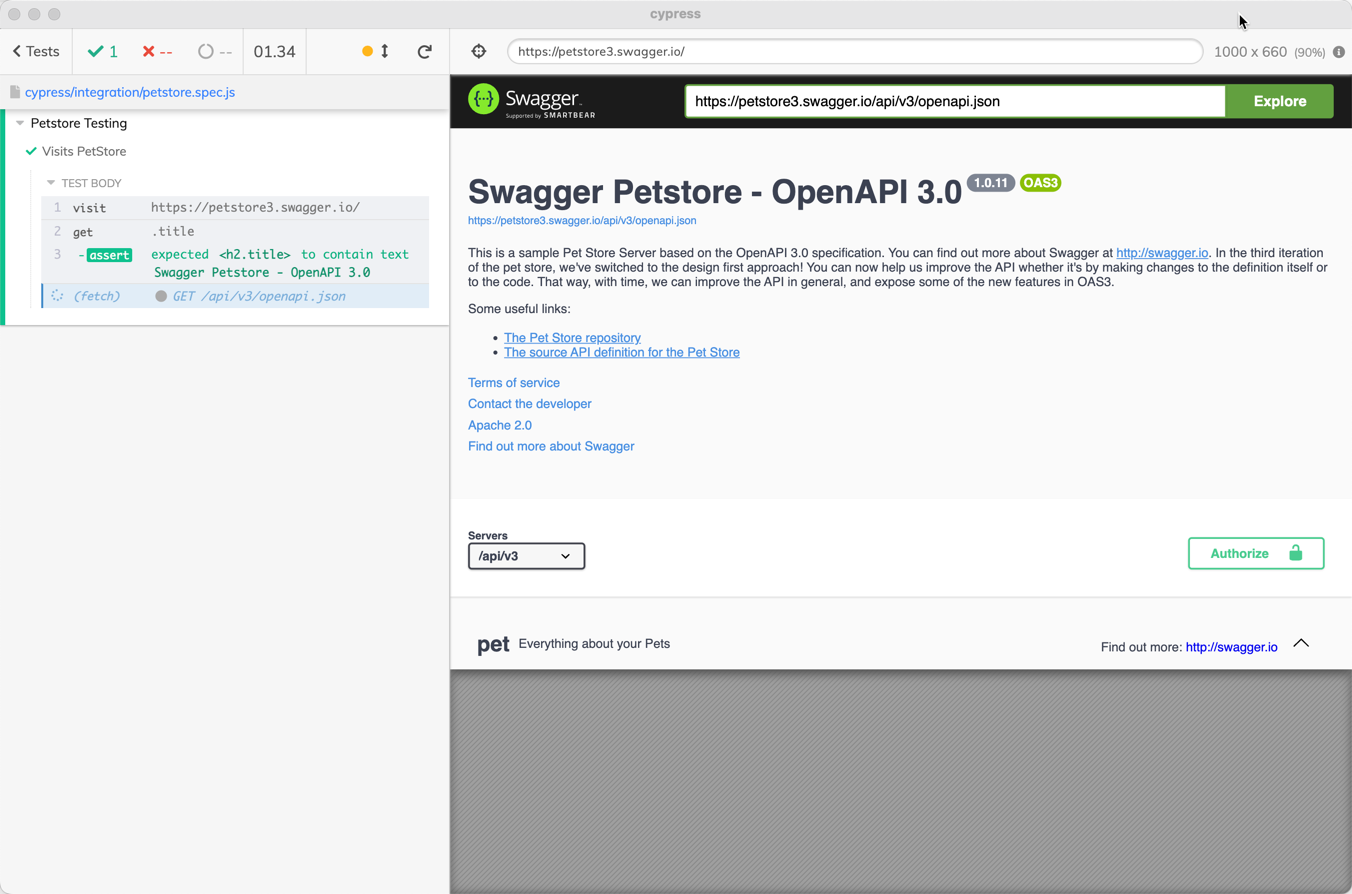 cypress
Tests
1
--
--
01.34
https://petstore3.swagger.io/
1000 x 660 (90%)
cypress/integration/petstore.spec.js
Petstore Testing
Visits PetStore
TEST BODY
1 visit https://petstore3.swagger.io/
2 get .title
3 -assert expected <h2.title> to contain text
Swagger Petstore - OpenAPI 3.0
(fetch) GET /api/v3/openapi.json
Swagger
Supported by SMARTBEAR
https://petstore3.swagger.io/api/v3/openapi.json
Explore
Swagger Petstore - OpenAPI 3.0 1.0.11 OAS3
https://petstore3.swagger.io/api/v3/openapi.json
This is a sample Pet Store Server based on the OpenAPI 3.0 specification. You can find out more about Swagger at http://swagger.io. In the third iteration
of the pet store, we've switched to the design first approach! You can now help us improve the API whether it's by making changes to the definition itself or
to the code. That way, with time, we can improve the API in general, and expose some of the new features in OAS3.
Some useful links:
• The Pet Store repository
• The source API definition for the Pet Store
Terms of service
Contact the developer
Apache 2.0
Find out more about Swagger
Servers
/api/v3
Authorize
pet Everything about your Pets
Find out more: http://swagger.io